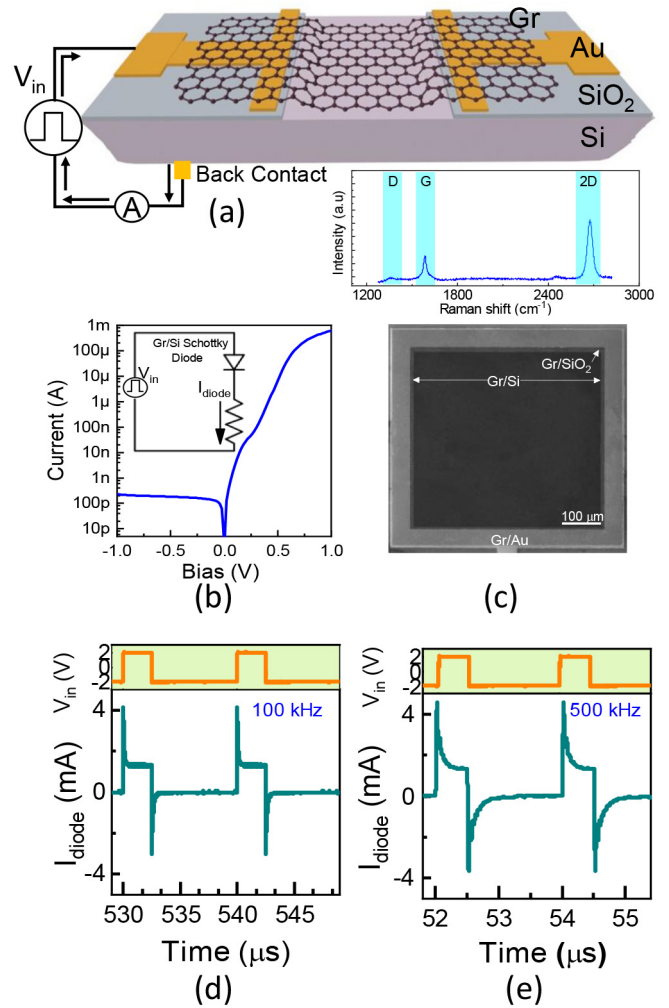 Gr
Au
SiO2
Si
Vin
A
Back Contact
(a)
Intensity (a.u)
D
G
2D
1200
1800
2400
3000
Raman shift (cm-1)
Current (A)
1m
100µ
10µ
1µ
100n
10n
1n
100p
10p
Gr/Si Schottky
Diode
Vin
Idiode
-1.0
-0.5
0.0
0.5
1.0
Bias (V)
(b)
Gr/SiO2
Gr/Si
100 µm
Gr/Au
(c)
Vin (V)
2
0
-2
100 kHz
Idiode (mA)
4
0
-4
530
535
540
545
Time (µs)
(d)
Vin (V)
2
0
-2
500 kHz
Idiode (mA)
4
0
-4
52
53
54
55
Time (µs)
(e)